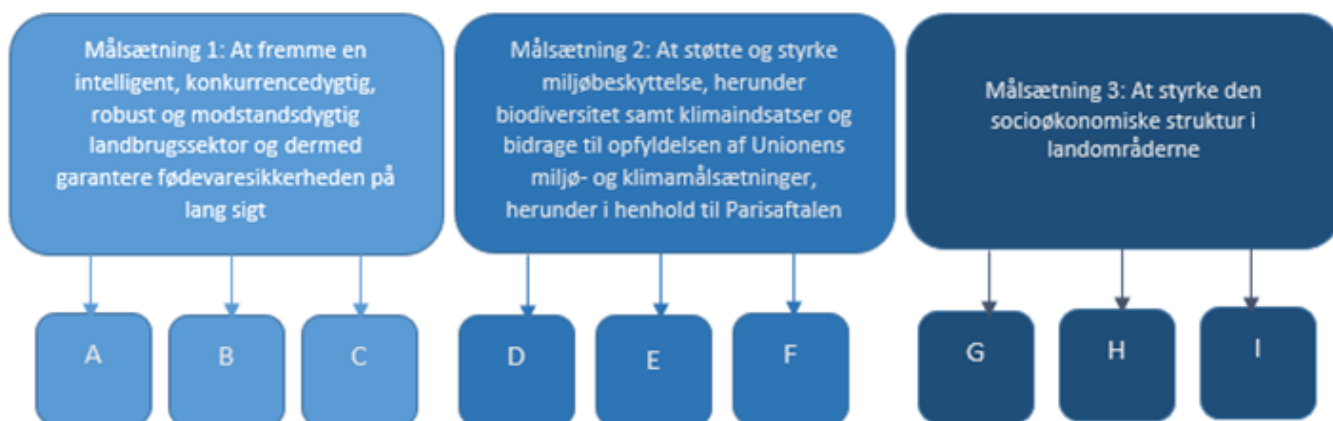 Målsætning 1: At fremme en
intelligent, konkurrencedygtig,
robust og modstandsdygtig
landbrugssektor og dermed
garantere fødevaresikkerheden på
lang sigt
Målsætning 2: At støtte og styrke
miljøbeskyttelse, herunder
biodiversitet samt klimaindsatser og
bidrage til opfyldelsen af Unionens
miljø- og klimamålsætninger,
herunder i henhold til Parisaftalen
Målsætning 3: At styrke den
socioøkonomiske struktur i
landområderne
A
B
C
D
E
F
G
H
I